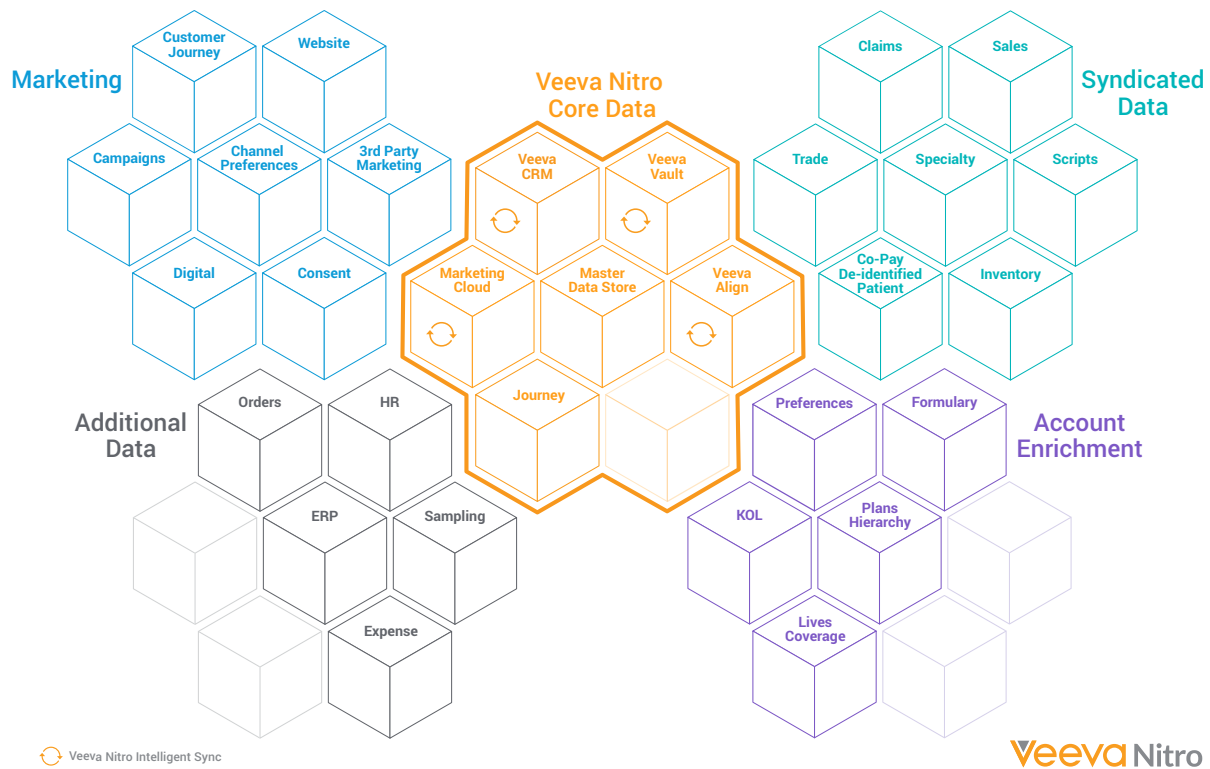 Marketing
Customer
Journey
Website
Campaigns
Channel
Preferences
3rd Party
Marketing
Digital
Consent
Veeva Nitro
Core Data
Veeva
CRM
Veeva
Vault
Marketing
Cloud
Master
Data Store
Veeva
Align
Journey
Syndicated
Data
Claims
Sales
Trade
Specialty
Scripts
Co-Pay
De-identified
Patient
Inventory
Additional
Data
Orders
HR
ERP
Sampling
Expense
Account
Enrichment
Preferences
Formulary
KOL
Plans
Hierarchy
Lives
Coverage
Veeva Nitro Intelligent Sync
Veeva Nitro